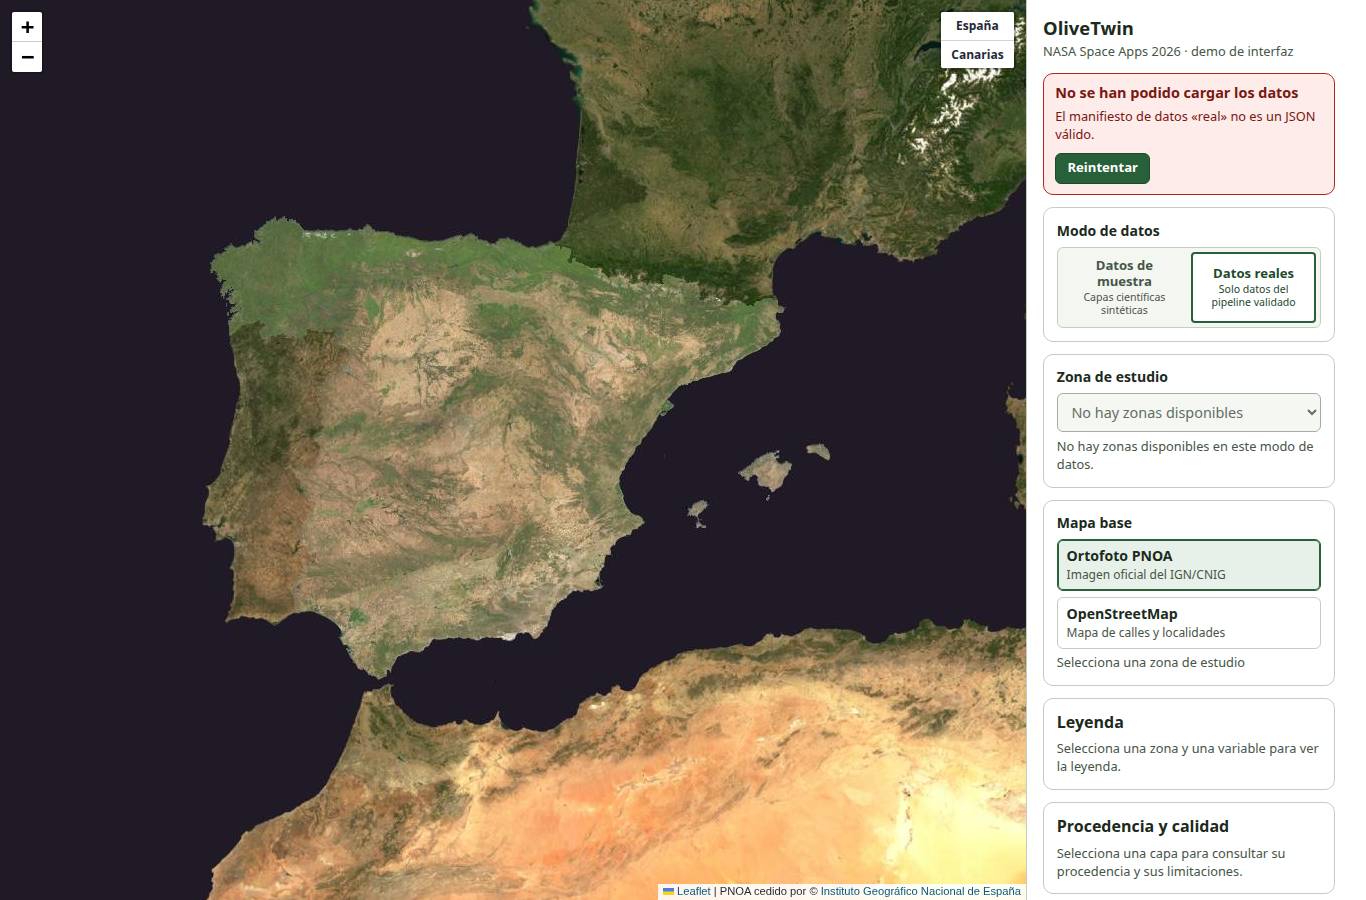 +
−
España
Canarias
Leaflet | PNOA cedido por © Instituto Geográfico Nacional de España
OliveTwin
NASA Space Apps 2026 · demo de interfaz
No se han podido cargar los datos
El manifiesto de datos «real» no es un JSON
válido.
Reintentar
Modo de datos
Datos de
muestra
Capas científicas
sintéticas
Datos reales
Solo datos del
pipeline validado
Zona de estudio
No hay zonas disponibles
No hay zonas disponibles en este modo de
datos.
Mapa base
Ortofoto PNOA
Imagen oficial del IGN/CNIG
OpenStreetMap
Mapa de calles y localidades
Selecciona una zona de estudio
Leyenda
Selecciona una zona y una variable para ver
la leyenda.
Procedencia y calidad
Selecciona una capa para consultar su
procedencia y sus limitaciones.